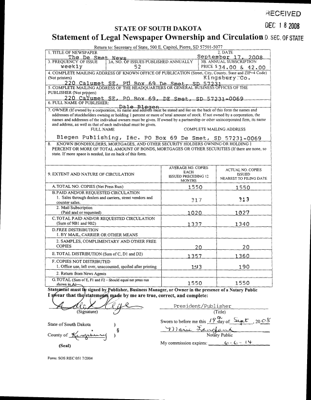 RECEIVED
DEC 18 2008
SD SEC. OF STATE
STATE OF SOUTH DAKOTA
Statement of Legal Newspaper Ownership and Circulation
Return to: Secretary of State, 500 E. Capitol, Pierre, SD 57501-5077
1. TITLE OF NEWSPAPER
The De Smet News
2. DATE
September 17, 2008
3. FREQUENCY OF ISSUE
weekly
3A. NO. OF ISSUES PUBLISHED ANNUALLY
52
3B. ANNUAL SUBSCRIPTION
PRICE $34.00 & 42.00
4. COMPLETE MAILING ADDRESS OF KNOWN OFFICE OF PUBLICATION (Street, City, County, State and ZIP+4 Code)
(Not printers)
Kingsbury Co.
220 Calumet SE, PO Box 69, De Smet, SD 57231
5. COMPLETE MAILING ADDRESS OF THE HEADQUARTERS OR GENERAL BUSINESS OFFICES OF THE
PUBLISHER (Not printers)
220 Calumet SE, PO Box 69, De Smet, SD 57231-0069
6. FULL NAME OF PUBLISHER:
Dale Blegen
7. OWNER (If owned by a corporation, its name and address must be stated and also on the back of this form the names and
addresses of stockholders owning or holding 1 percent or more of total amount of stock. If not owned by a corporation, the
names and addresses of the individual owners must be given. If owned by a partnership or other unincorporated firm, its name
and address, as well as that of each individual must be given.
FULL NAME
COMPLETE MAILING ADDRESS
Blegen Publishing, Inc. PO Box 69 De Smet, SD 57231-0069
8. KNOWN BONDHOLDERS, MORTGAGES, AND OTHER SECURITY HOLDERS OWNING OR HOLDING 1
PERCENT OR MORE OF TOTAL AMOUNT OF BONDS, MORTGAGES OR OTHER SECURITIES (If there are none, so
state. If more space is needed, list on back of this form.
9. EXTENT AND NATURE OF CIRCULATION
AVERAGE NO. COPIES
EACH
ISSUED PRECEDING 12
MONTHS
ACTUAL NO. COPIES
ISSUED
NEAREST TO FILING DATE
A. TOTAL NO. COPIES (Net Press Run)
1550
1550
B. PAID AND/OR REQUESTED CIRCULATION
1. Sales through dealers and carriers, street vendors and
counter sales.
317
313
2. Mail Subscription
(Paid and or requested)
1020
1027
C. TOTAL PAID AND/OR REQUESTED CIRCULATION
(Sum of 9B1 and 9B2)
1337
1340
D. FREE DISTRIBUTION
1. BY MAIL, CARRIER OR OTHER MEANS
2. SAMPLES, COMPLIMENTARY AND OTHER FREE
COPIES
20
20
E. TOTAL DISTRIBUTION (Sum of C, D1 and D2)
1357
1360
F. COPIES NOT DISTRIBUTED
1. Office use, left over, unaccounted, spoiled after printing
193
190
2. Return from News Agents
G. TOTAL (Sum of E, F1 and F2 - Should equal net press run
shown in A)
1550
1550
Statement must be signed by Publisher, Business Manager, or Owner in the presence of a Notary Public
I swear that the statements made by me are true, correct, and complete:
(Signature)
President/Publisher
(Title)
State of South Dakota )
§
County of Kingsbury )
(Seal)
Sworn to before me this 18th day of Sept 2008
Notary Public
My commission expires:
Form: SOS REC 051 7/2004